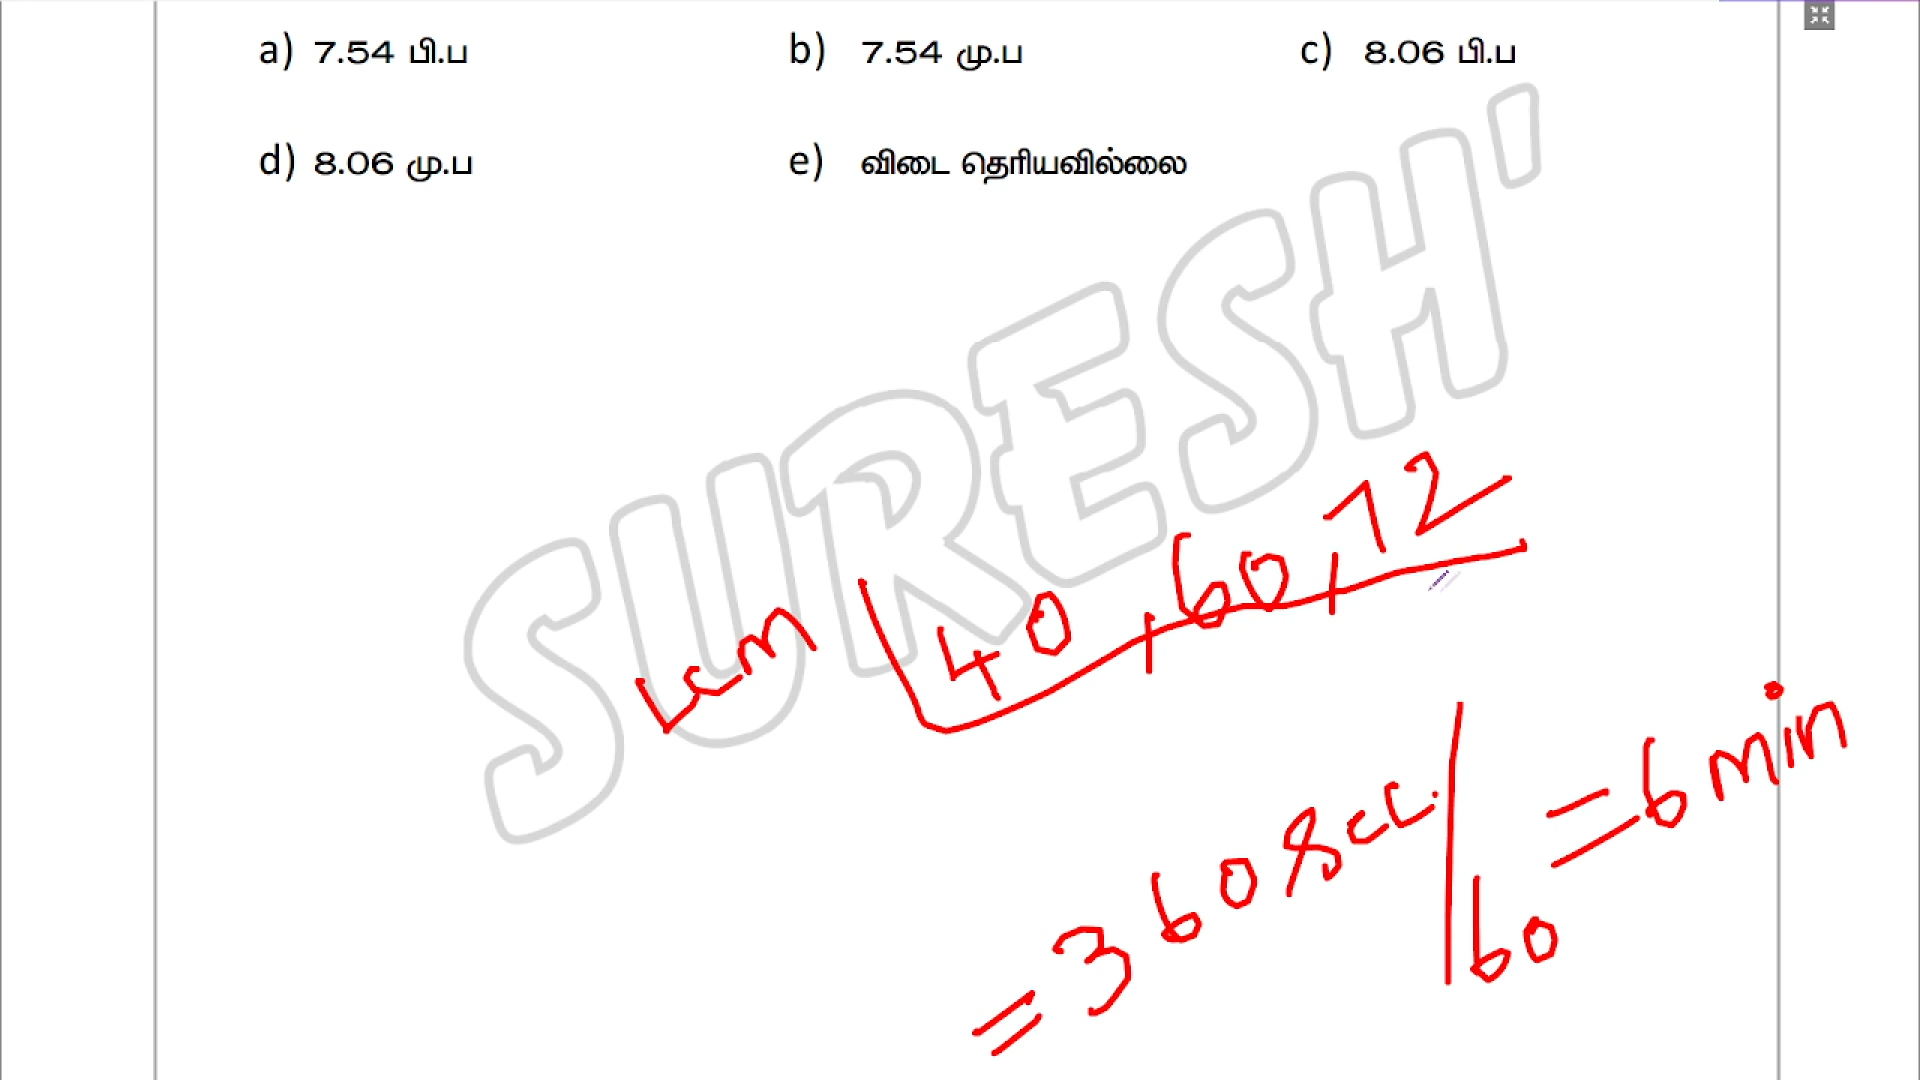 a) 7.54 பி.ப b) 7.54 மு.ப c) 8.06 பி.ப
d) 8.06 மு.ப e) விடை தெரியவில்லை
SURESH'
Lcm 40, 60, 72
= 360 sec / 60 = 6 min